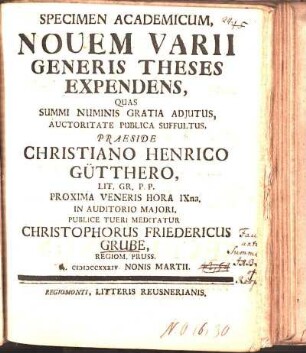 SPECIMEN ACADEMICUM,
NOUEM VARII
GENERIS THESES
EXPENDENS,
QUAS
SUMMI NUMINIS GRATIA ADJUTUS,
AUCTORITATE PUBLICA SUFFULTUS,
PRAESIDE
CHRISTIANO HENRICO
GÜTTHERO,
LIT. GR. P. P.
PROXIMA VENERIS HORA IXna,
IN AUDITORIO MAJORI,
PUBLICE TUERI MEDITATUR
CHRISTOPHORUS FRIEDERICUS
GRUBE,
REGIOM. PRUSS.
A. CIƆIƆCCXXXIV. NONIS MARTII.
REGIOMONTI, LITTERIS REUSNERIANIS.